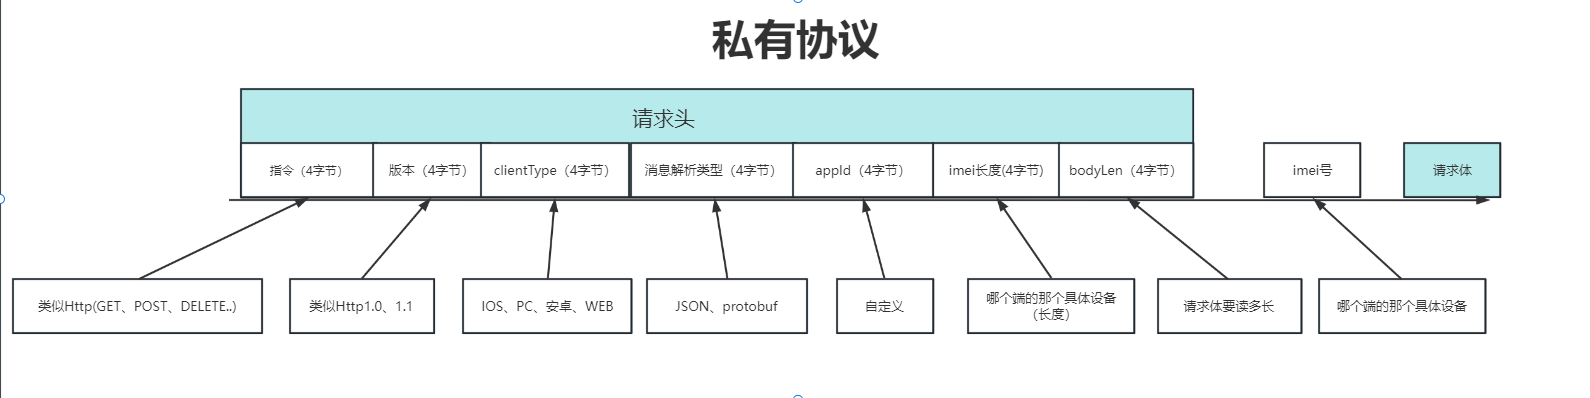 私有协议
请求头
指令（4字节）
版本（4字节）
clientType（4字节）
消息解析类型（4字节）
appId（4字节）
imei长度(4字节)
bodyLen（4字节）
imei号
请求体
类似Http(GET、POST、DELETE..)
类似Http1.0、1.1
IOS、PC、安卓、WEB
JSON、protobuf
自定义
哪个端的那个具体设备
（长度）
请求体要读多长
哪个端的那个具体设备